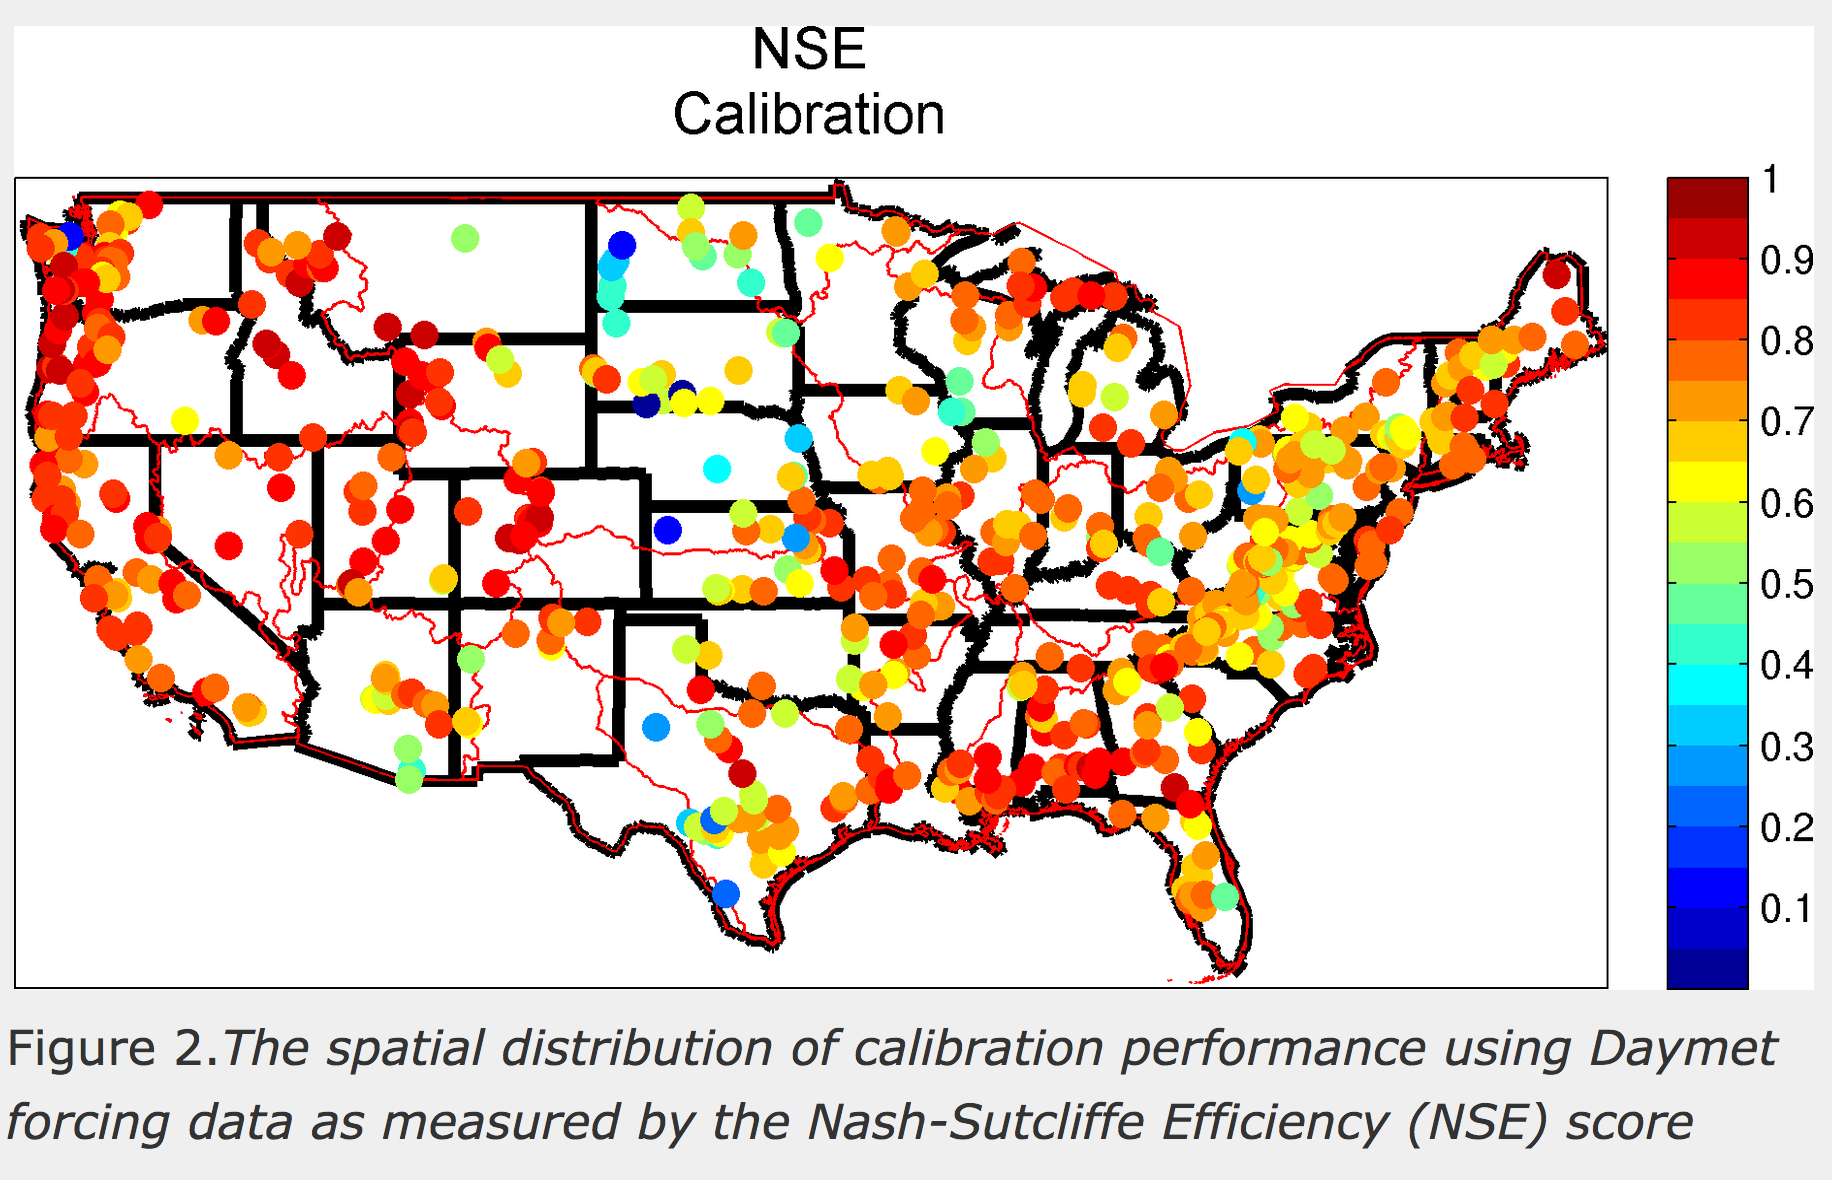 NSE
Calibration
1
0.9
0.8
0.7
0.6
0.5
0.4
0.3
0.2
0.1
Figure 2.The spatial distribution of calibration performance using Daymet
forcing data as measured by the Nash-Sutcliffe Efficiency (NSE) score